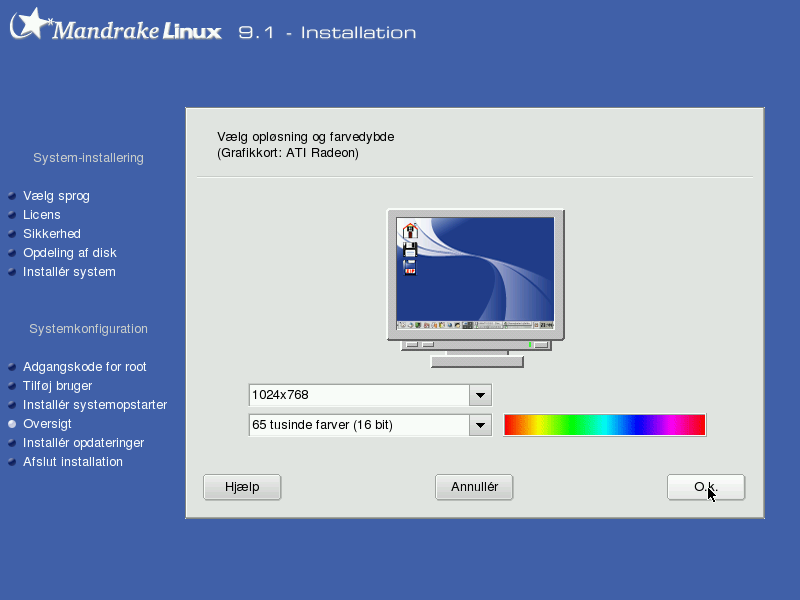 MandrakeLinux 9.1 - Installation
System-installering
Vælg sprog
Licens
Sikkerhed
Opdeling af disk
Installér system
Systemkonfiguration
Adgangskode for root
Tilføj bruger
Installér systemopstarter
Oversigt
Installér opdateringer
Afslut installation
Vælg opløsning og farvedybde
(Grafikkort: ATI Radeon)
1024x768
65 tusinde farver (16 bit)
Hjælp
Annullér
O.k.